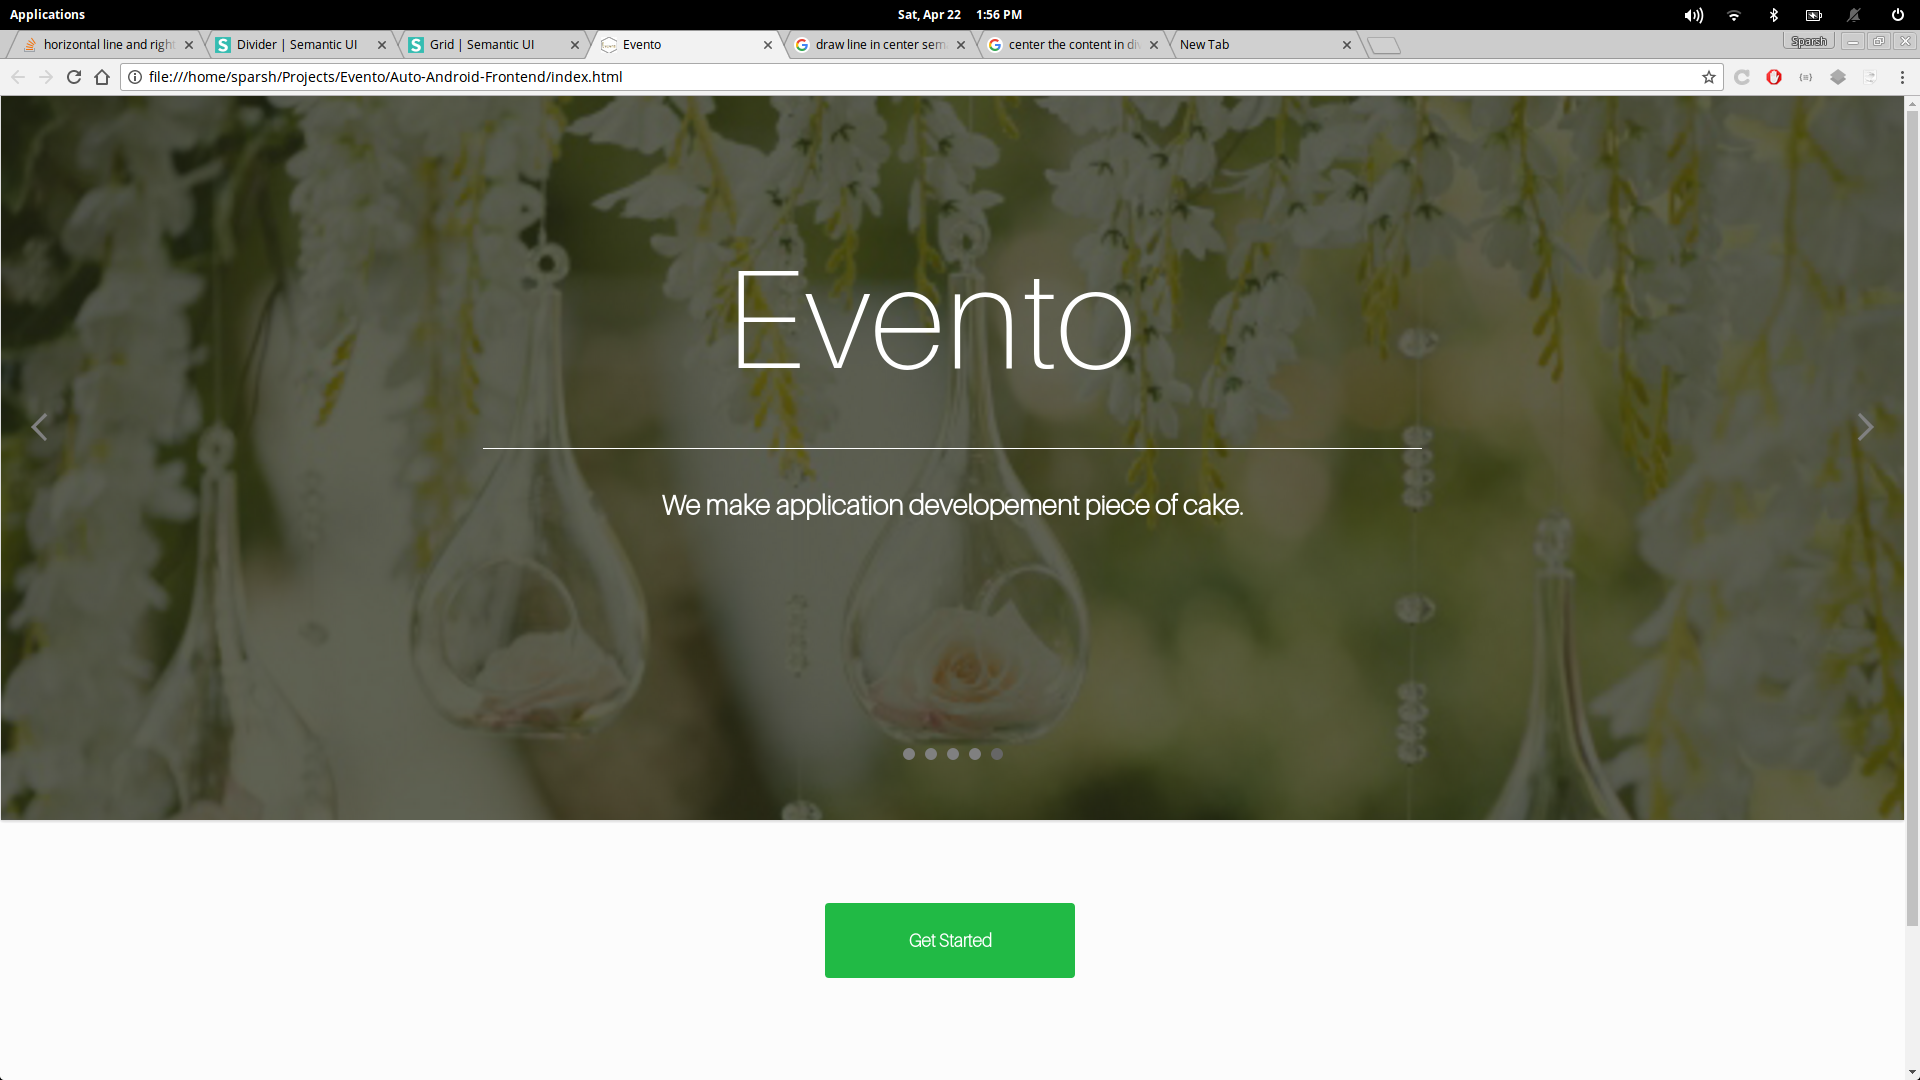 Applications
Sat, Apr 22 1:56 PM
horizontal line and right
Divider | Semantic UI
Grid | Semantic UI
Evento
draw line in center sem
center the content in di
New Tab
Sparsh
file:///home/sparsh/Projects/Evento/Auto-Android-Frontend/index.html
Evento
We make application developement piece of cake.
Get Started